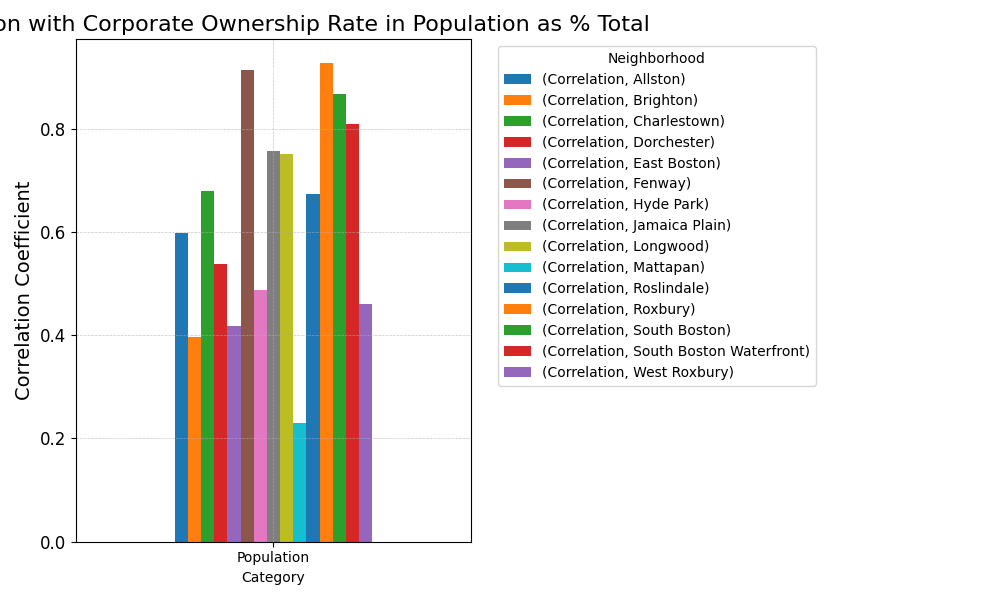 on with Corporate Ownership Rate in Population as % Total
Correlation Coefficient
0.8
0.6
0.4
0.2
0.0
Population
Category
Neighborhood
(Correlation, Allston)
(Correlation, Brighton)
(Correlation, Charlestown)
(Correlation, Dorchester)
(Correlation, East Boston)
(Correlation, Fenway)
(Correlation, Hyde Park)
(Correlation, Jamaica Plain)
(Correlation, Longwood)
(Correlation, Mattapan)
(Correlation, Roslindale)
(Correlation, Roxbury)
(Correlation, South Boston)
(Correlation, South Boston Waterfront)
(Correlation, West Roxbury)